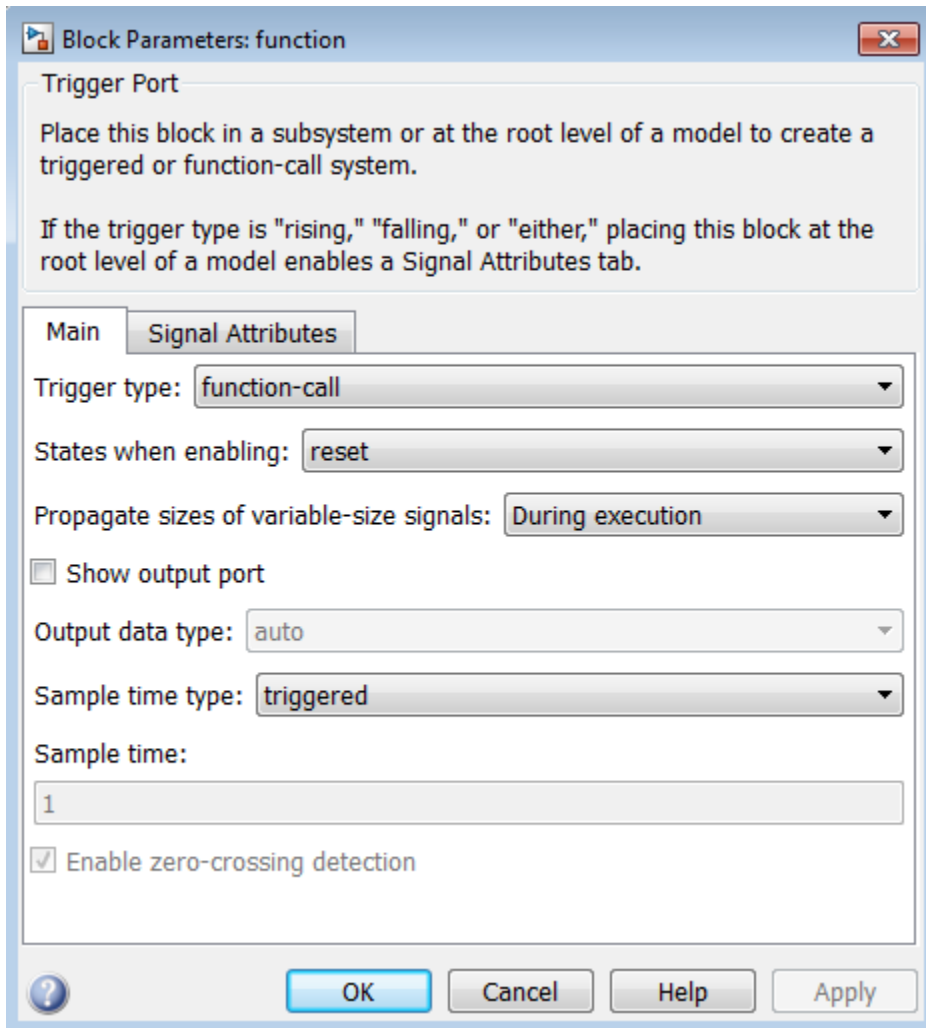 Block Parameters: function
Trigger Port
Place this block in a subsystem or at the root level of a model to create a
triggered or function-call system.
If the trigger type is "rising," "falling," or "either," placing this block at the
root level of a model enables a Signal Attributes tab.
Main Signal Attributes
Trigger type: function-call
States when enabling: reset
Propagate sizes of variable-size signals: During execution
Show output port
Output data type: auto
Sample time type: triggered
Sample time:
1
Enable zero-crossing detection
? OK Cancel Help Apply